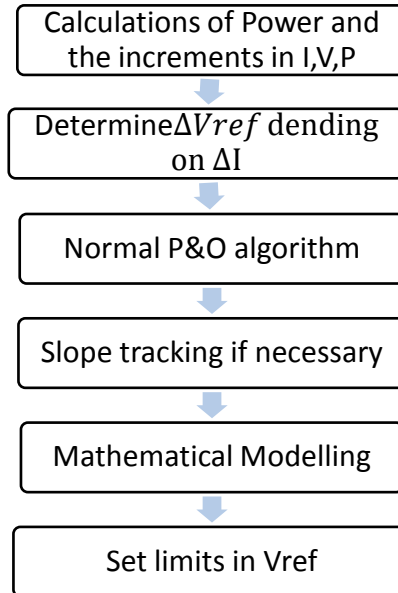 Calculations of Power and
the increments in I,V,P
DetermineΔVref dending
on ΔI
Normal P&O algorithm
Slope tracking if necessary
Mathematical Modelling
Set limits in Vref